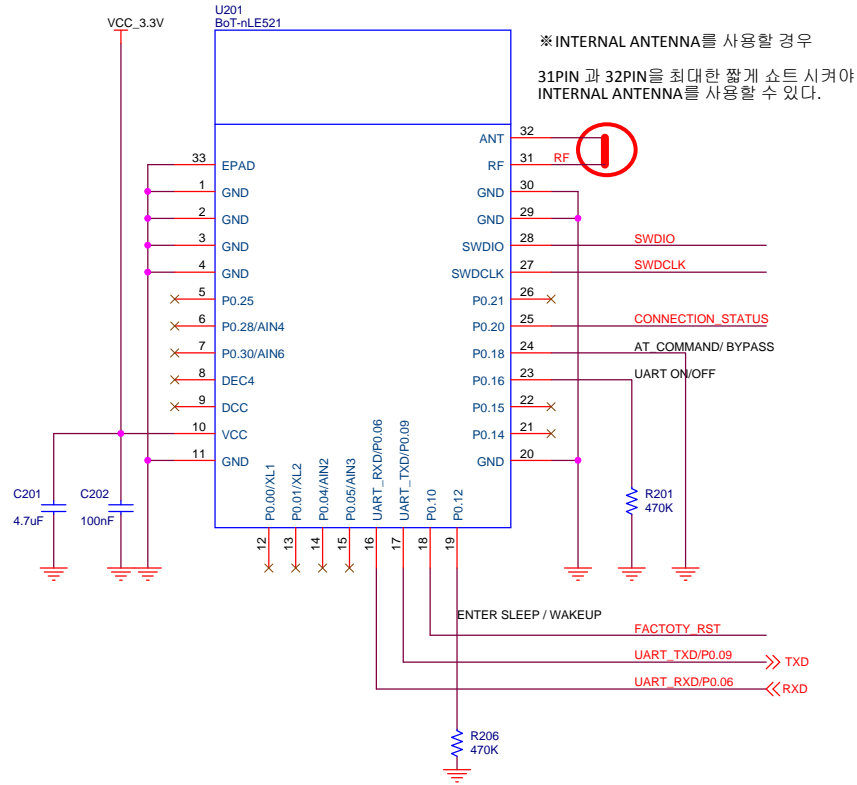 U201
BoT-nLE521
VCC_3.3V
※INTERNAL ANTENNA를 사용할 경우
31PIN 과 32PIN을 최대한 짧게 쇼트 시켜야
INTERNAL ANTENNA를 사용할 수 있다.
ANT 32
33 EPAD
RF 31 RF
1 GND
GND 30
2 GND
GND 29
3 GND
SWDIO 28 SWDIO
4 GND
SWDCLK 27 SWDCLK
5 P0.25
P0.21 26
6 P0.28/AIN4
P0.20 25 CONNECTION_STATUS
7 P0.30/AIN6
P0.18 24 AT_COMMAND/ BYPASS
8 DEC4
P0.16 23 UART ON/OFF
9 DCC
P0.15 22
10 VCC
P0.14 21
11 GND
GND 20
P0.00/XL1
P0.01/XL2
P0.04/AIN2
P0.05/AIN3
UART_RXD/P0.06
UART_TXD/P0.09
P0.10
P0.12
12
13
14
15
16
17
18
19
C201
4.7uF
C202
100nF
R201
470K
ENTER SLEEP / WAKEUP
FACTOTY_RST
UART_TXD/P0.09 TXD
UART_RXD/P0.06 RXD
R206
470K